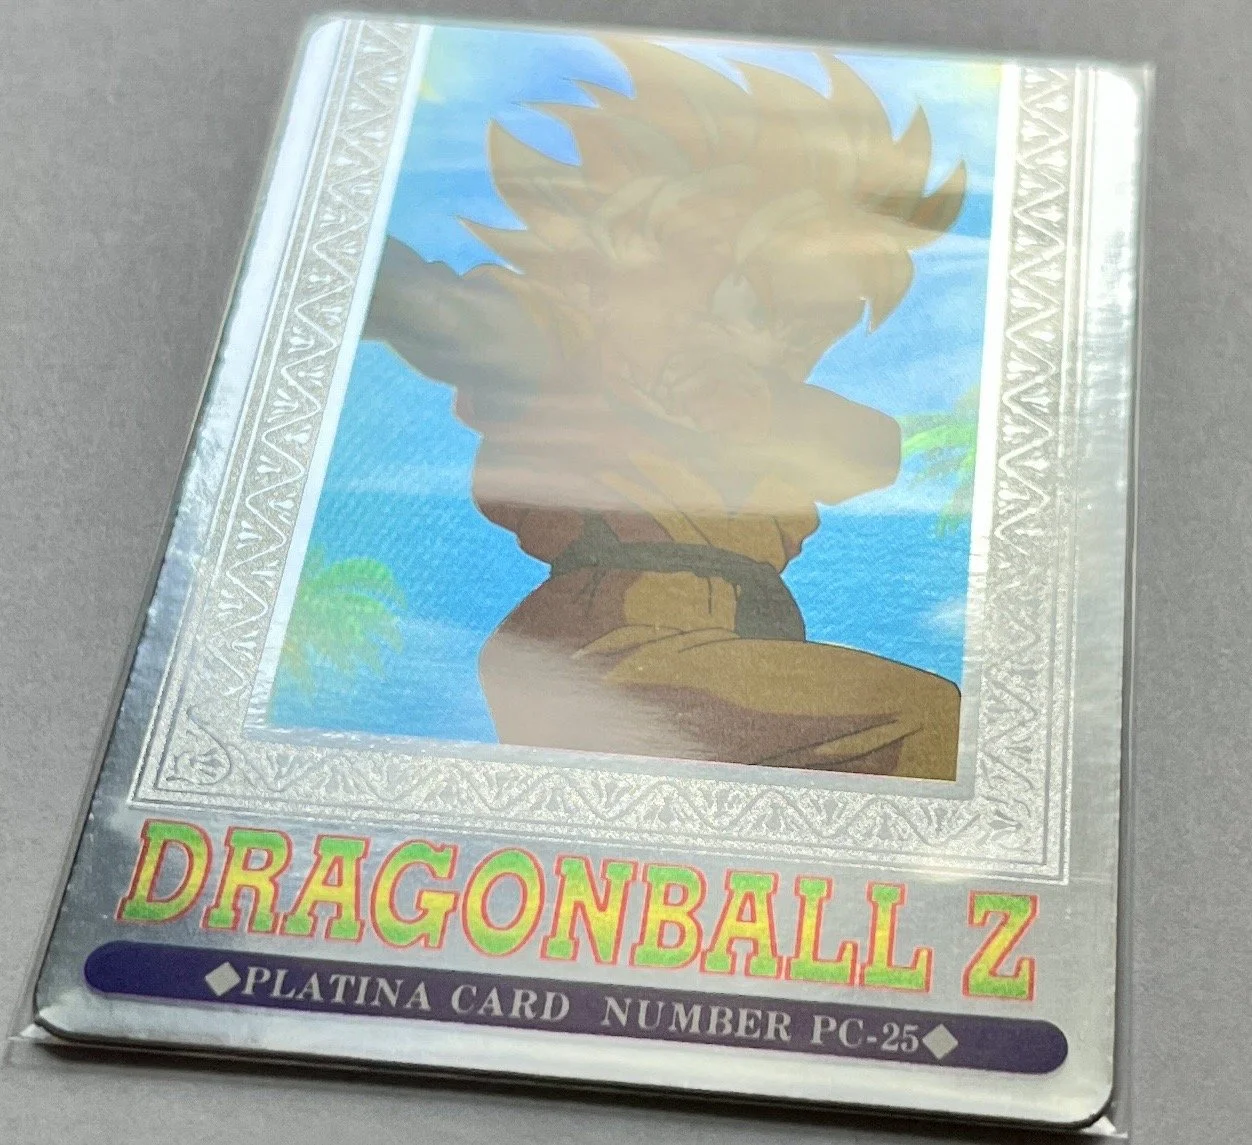 DRAGONBALL Z
◆PLATINA CARD NUMBER PC-25◆